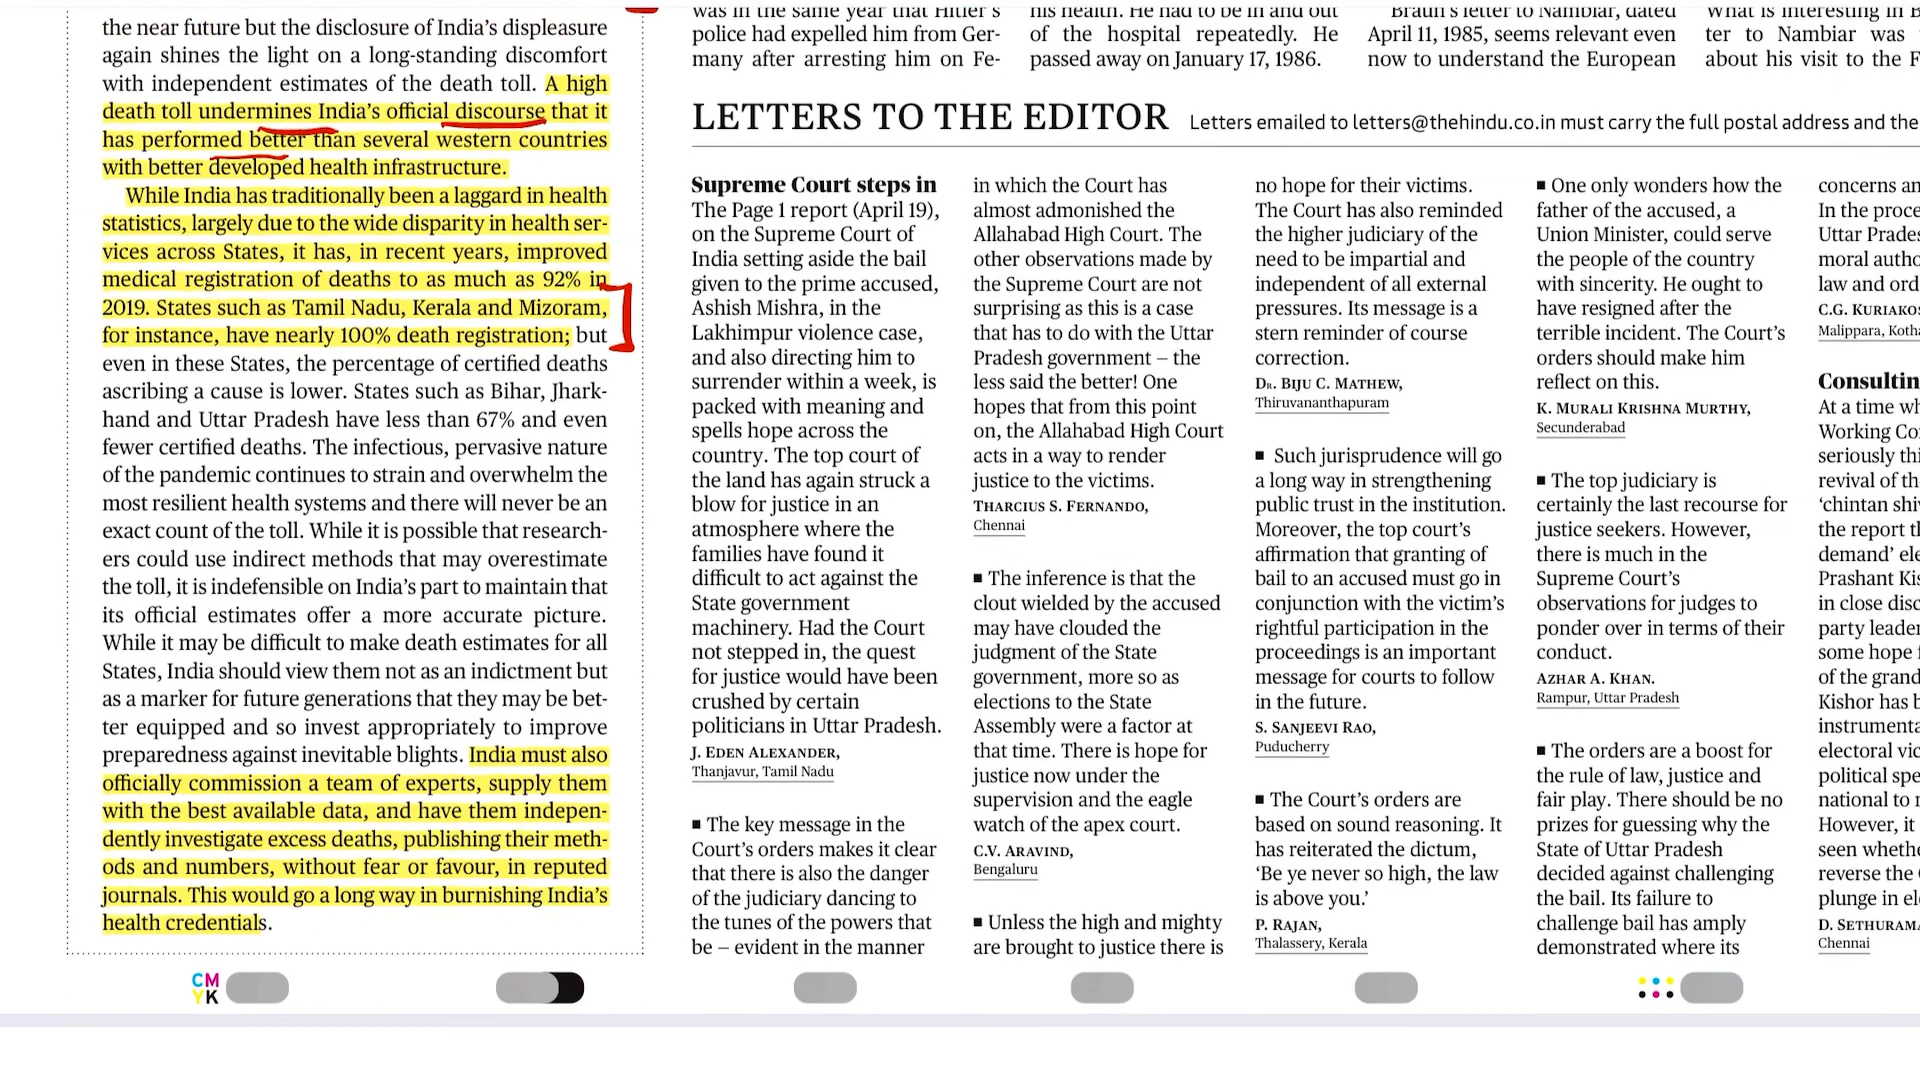 the near future but the disclosure of India's displeasure
again shines the light on a long-standing discomfort
with independent estimates of the death toll. A high
death toll undermines India's official discourse that it
has performed better than several western countries
with better developed health infrastructure.
While India has traditionally been a laggard in health
statistics, largely due to the wide disparity in health ser-
vices across States, it has, in recent years, improved
medical registration of deaths to as much as 92% in
2019. States such as Tamil Nadu, Kerala and Mizoram,
for instance, have nearly 100% death registration; but
even in these States, the percentage of certified deaths
ascribing a cause is lower. States such as Bihar, Jhark-
hand and Uttar Pradesh have less than 67% and even
fewer certified deaths. The infectious, pervasive nature
of the pandemic continues to strain and overwhelm the
most resilient health systems and there will never be an
exact count of the toll. While it is possible that research-
ers could use indirect methods that may overestimate
the toll, it is indefensible on India's part to maintain that
its official estimates offer a more accurate picture.
While it may be difficult to make death estimates for all
States, India should view them not as an indictment but
as a marker for future generations that they may be bet-
ter equipped and so invest appropriately to improve
preparedness against inevitable blights. India must also
officially commission a team of experts, supply them
with the best available data, and have them indepen-
dently investigate excess deaths, publishing their meth-
ods and numbers, without fear or favour, in reputed
journals. This would go a long way in burnishing India's
health credentials.
CM
YK
was in the same year that Hitler's
police had expelled him from Ger-
many after arresting him on Fe-
his health. He had to be in and out
of the hospital repeatedly. He
passed away on January 17, 1986.
Braun's letter to Nambiar, dated
April 11, 1985, seems relevant even
now to understand the European
What is interesting in
ter to Nambiar was
about his visit to the
LETTERS TO THE EDITOR
Letters emailed to letters@thehindu.co.in must carry the full postal address and the
Supreme Court steps in
The Page 1 report (April 19),
on the Supreme Court of
India setting aside the bail
given to the prime accused,
Ashish Mishra, in the
Lakhimpur violence case,
and also directing him to
surrender within a week, is
packed with meaning and
spells hope across the
country. The top court of
the land has again struck a
blow for justice in an
atmosphere where the
families have found it
difficult to act against the
State government
machinery. Had the Court
not stepped in, the quest
for justice would have been
crushed by certain
politicians in Uttar Pradesh.
J. EDEN ALEXANDER,
Thanjavur, Tamil Nadu
■ The key message in the
Court's orders makes it clear
that there is also the danger
of the judiciary dancing to
the tunes of the powers that
be – evident in the manner
in which the Court has
almost admonished the
Allahabad High Court. The
other observations made by
the Supreme Court are not
surprising as this is a case
that has to do with the Uttar
Pradesh government – the
less said the better! One
hopes that from this point
on, the Allahabad High Court
acts in a way to render
justice to the victims.
THARCIUS S. FERNANDO,
Chennai
■ The inference is that the
clout wielded by the accused
may have clouded the
judgment of the State
government, more so as
elections to the State
Assembly were a factor at
that time. There is hope for
justice now under the
supervision and the eagle
watch of the apex court.
C.V. ARAVIND,
Bengaluru
■ Unless the high and mighty
are brought to justice there is
no hope for their victims.
The Court has also reminded
the higher judiciary of the
need to be impartial and
independent of all external
pressures. Its message is a
stern reminder of course
correction.
DR. BIJU C. MATHEW,
Thiruvananthapuram
■ Such jurisprudence will go
a long way in strengthening
public trust in the institution.
Moreover, the top court's
affirmation that granting of
bail to an accused must go in
conjunction with the victim's
rightful participation in the
proceedings is an important
message for courts to follow
in the future.
S. SANJEEVI RAO,
Puducherry
■ The Court's orders are
based on sound reasoning. It
has reiterated the dictum,
'Be ye never so high, the law
is above you.'
P. RAJAN,
Thalassery, Kerala
■ One only wonders how the
father of the accused, a
Union Minister, could serve
the people of the country
with sincerity. He ought to
have resigned after the
terrible incident. The Court's
orders should make him
reflect on this.
K. MURALI KRISHNA MURTHY,
Secunderabad
■ The top judiciary is
certainly the last recourse for
justice seekers. However,
there is much in the
Supreme Court's
observations for judges to
ponder over in terms of their
conduct.
AZHAR A. KHAN.
Rampur, Uttar Pradesh
■ The orders are a boost for
the rule of law, justice and
fair play. There should be no
prizes for guessing why the
State of Uttar Pradesh
decided against challenging
the bail. Its failure to
challenge bail has amply
demonstrated where its
concerns
In the
Uttar
moral
law and
C.G.
Malippara,
At a time
Working
seriously
revival of
'chintan
the report
demand'
Prashant
in close
party
some hope
of the
Kishor has
electoral
political
national to
However, it
seen
reverse the
plunge in
D.
Chennai